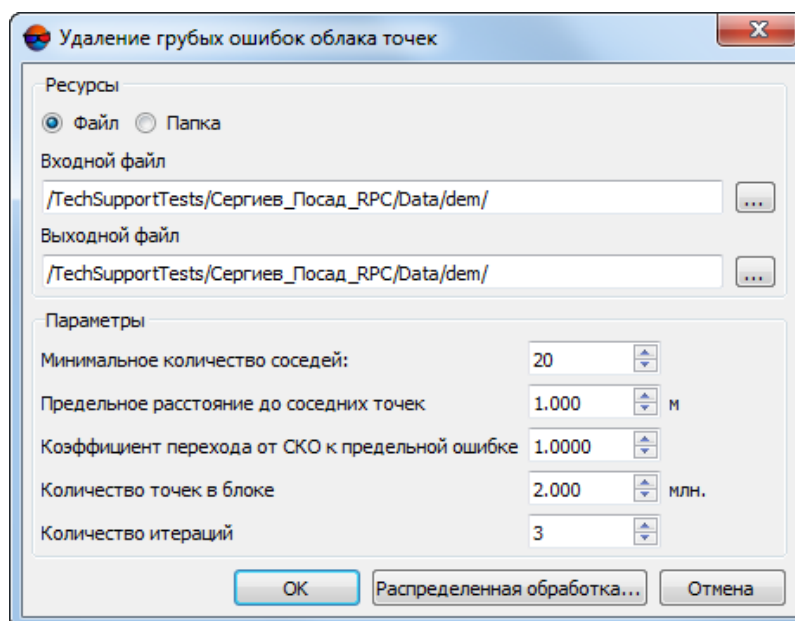 Удаление грубых ошибок облака точек
Ресурсы
Файл Папка
Входной файл
/TechSupportTests/Сергиев_Посад_RPC/Data/dem/ ...
Выходной файл
/TechSupportTests/Сергиев_Посад_RPC/Data/dem/ ...
Параметры
Минимальное количество соседей: 20
Предельное расстояние до соседних точек 1.000 м
Коэффициент перехода от СКО к предельной ошибке 1.0000
Количество точек в блоке 2.000 млн.
Количество итераций 3
OK Распределенная обработка... Отмена